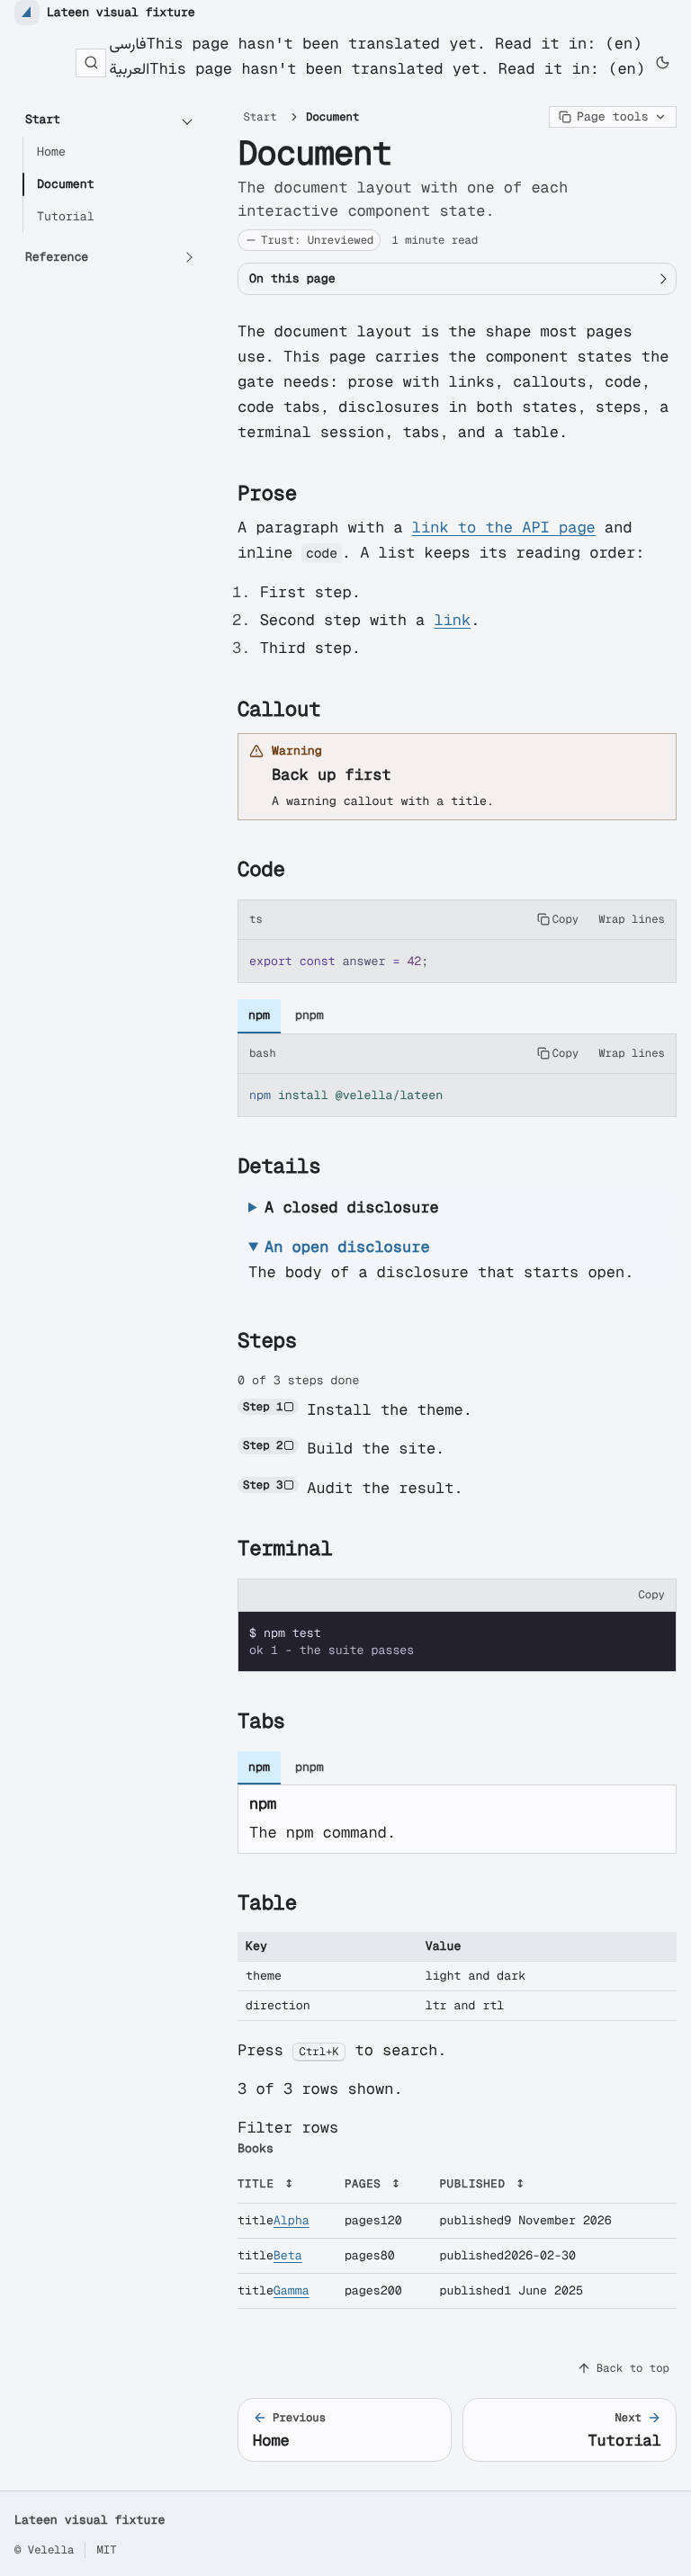 Lateen visual fixture
فارسیThis page hasn't been translated yet. Read it in: (en)
العربيةThis page hasn't been translated yet. Read it in: (en)
Start
Home
Document
Tutorial
Reference
Start > Document
Page tools
Document
The document layout with one of each
interactive component state.
— Trust: Unreviewed 1 minute read
On this page
The document layout is the shape most pages
use. This page carries the component states the
gate needs: prose with links, callouts, code,
code tabs, disclosures in both states, steps, a
terminal session, tabs, and a table.
Prose
A paragraph with a link to the API page and
inline code. A list keeps its reading order:
1. First step.
2. Second step with a link.
3. Third step.
Callout
Warning
Back up first
A warning callout with a title.
Code
ts Copy Wrap lines
export const answer = 42;
npm pnpm
bash Copy Wrap lines
npm install @velella/lateen
Details
A closed disclosure
An open disclosure
The body of a disclosure that starts open.
Steps
0 of 3 steps done
Step 1 Install the theme.
Step 2 Build the site.
Step 3 Audit the result.
Terminal
Copy
$ npm test
ok 1 - the suite passes
Tabs
npm pnpm
npm
The npm command.
Table
Key Value
theme light and dark
direction ltr and rtl
Press Ctrl+K to search.
3 of 3 rows shown.
Filter rows
Books
TITLE ↕ PAGES ↕ PUBLISHED ↕
titleAlpha pages120 published9 November 2026
titleBeta pages80 published2026-02-30
titleGamma pages200 published1 June 2025
↑ Back to top
← Previous
Home
Next →
Tutorial
Lateen visual fixture
© Velella MIT